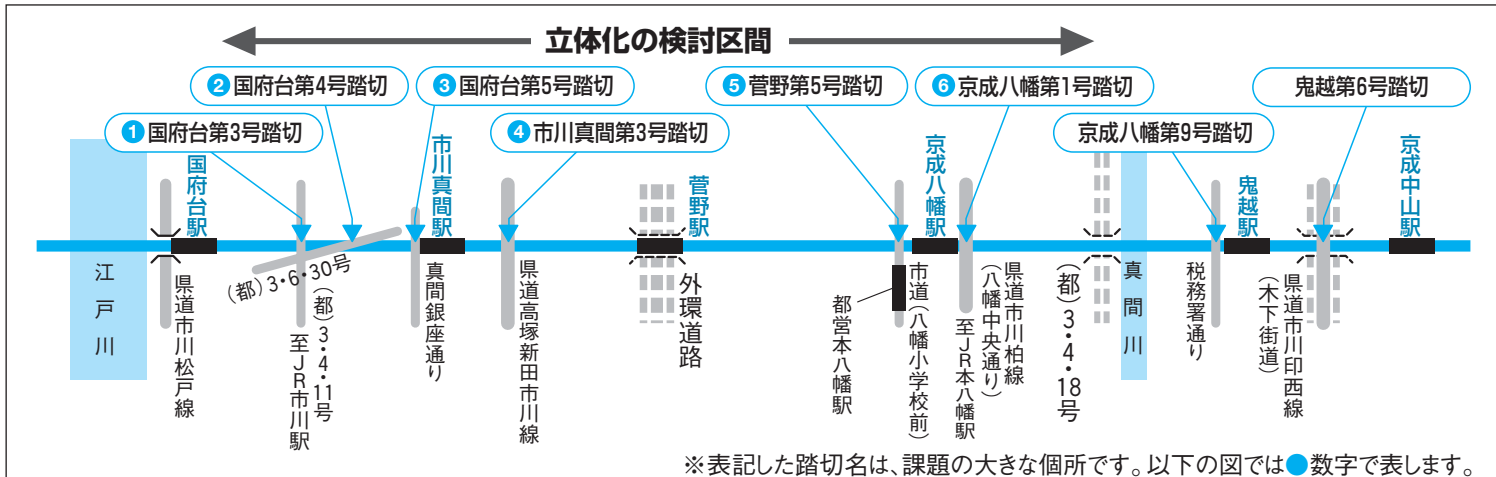 立体化の検討区間
❷国府台第4号踏切
❸国府台第5号踏切
❺菅野第5号踏切
❻京成八幡第1号踏切
鬼越第6号踏切
❶国府台第3号踏切
❹市川真間第3号踏切
京成八幡第9号踏切
国府台駅
市川真間駅
菅野駅
京成八幡駅
鬼越駅
京成中山駅
江戸川
県道市川松戸線
(都)3・6・30号
(都)3・4・11号
至JR市川駅
真間銀座通り
県道高塚新田市川線
外環道路
都営本八幡駅
市道(八幡小学校前)
県道市川柏線
(八幡中央通り)
至JR本八幡駅
(都)3・4・18号
真間川
税務署通り
県道市川印西線
(木下街道)
※表記した踏切名は、課題の大きな個所です。以下の図では●数字で表します。